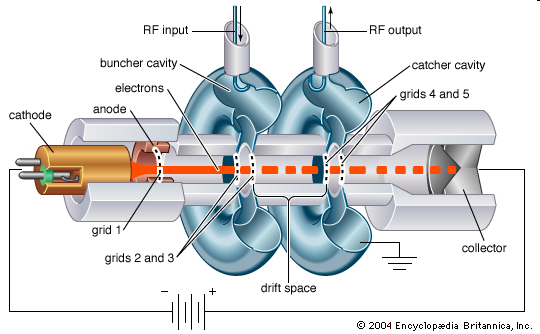 RF input
RF output
buncher cavity
catcher cavity
electrons
grids 4 and 5
anode
cathode
grid 1
collector
grids 2 and 3
drift space
− +
© 2004 Encyclopædia Britannica, Inc.